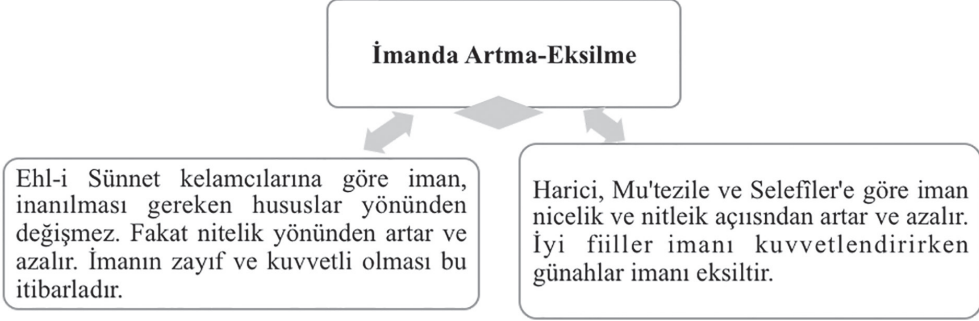 İmanda Artma-Eksilme
Ehl-i Sünnet kelamcılarına göre iman,
inanılması gereken hususlar yönünden
değişmez. Fakat nitelik yönünden artar ve
azalır. İmanın zayıf ve kuvvetli olması bu
itibarladır.
Harici, Mu'tezile ve Selefîler'e göre iman
nicelik ve nitleik açıısndan artar ve azalır.
İyi fiiller imanı kuvvetlendirirken
günahlar imanı eksiltir.